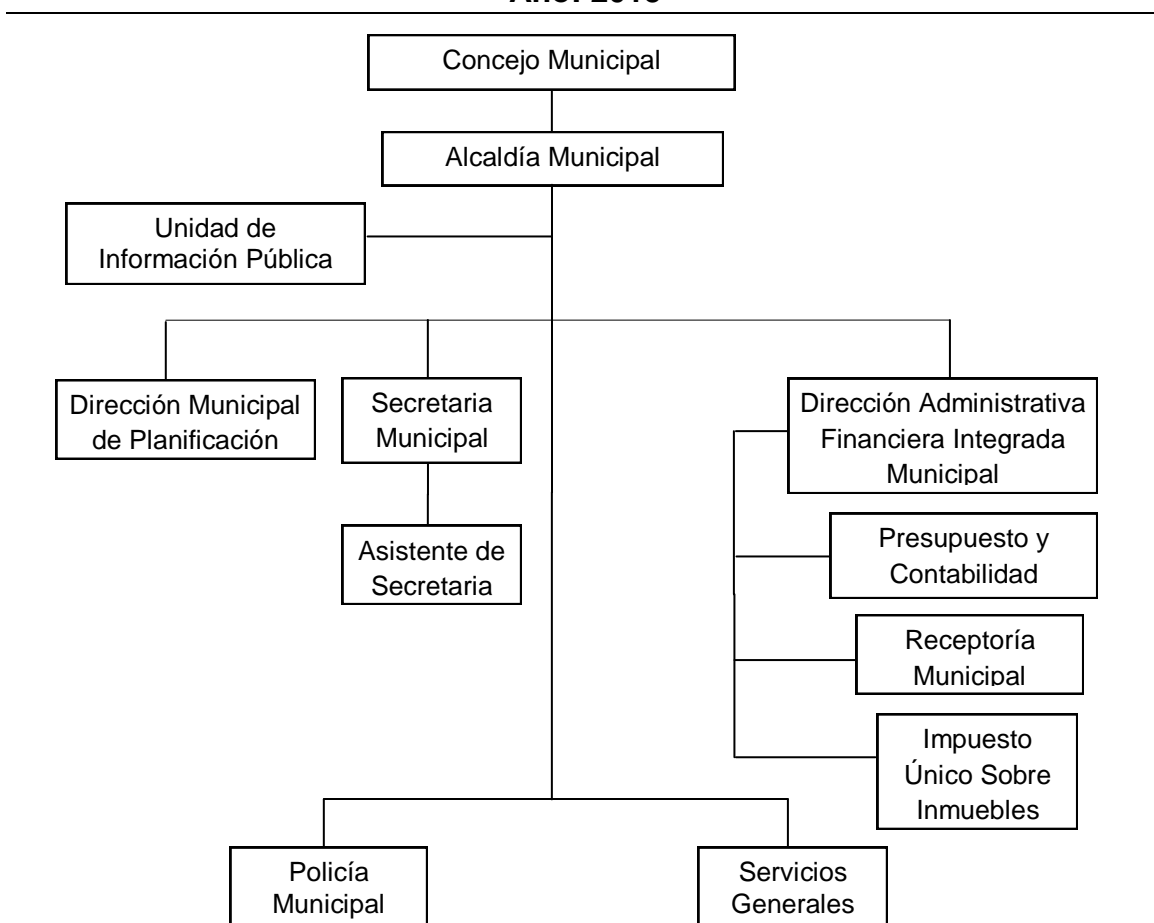 Concejo Municipal
Alcaldía Municipal
Unidad de
Información Pública
Dirección Municipal
de Planificación
Secretaria
Municipal
Dirección Administrativa
Financiera Integrada
Municipal
Asistente de
Secretaria
Presupuesto y
Contabilidad
Receptoría
Municipal
Impuesto
Único Sobre
Inmuebles
Policía
Municipal
Servicios
Generales